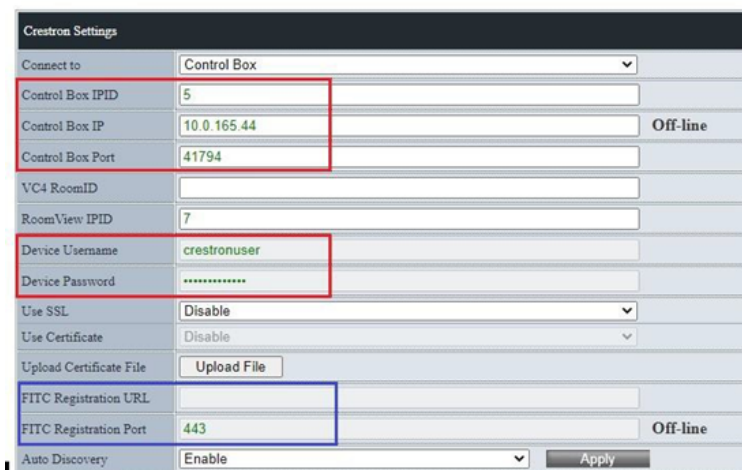 Crestron Settings
Connect to Control Box
Control Box IPID 5
Control Box IP 10.0.165.44 Off-line
Control Box Port 41794
VC4 RoomID
RoomView IPID 7
Device Username crestronuser
Device Password •••••••••••••
Use SSL Disable
Use Certificate Disable
Upload Certificate File Upload File
FITC Registration URL
FITC Registration Port 443 Off-line
Auto Discovery Enable Apply